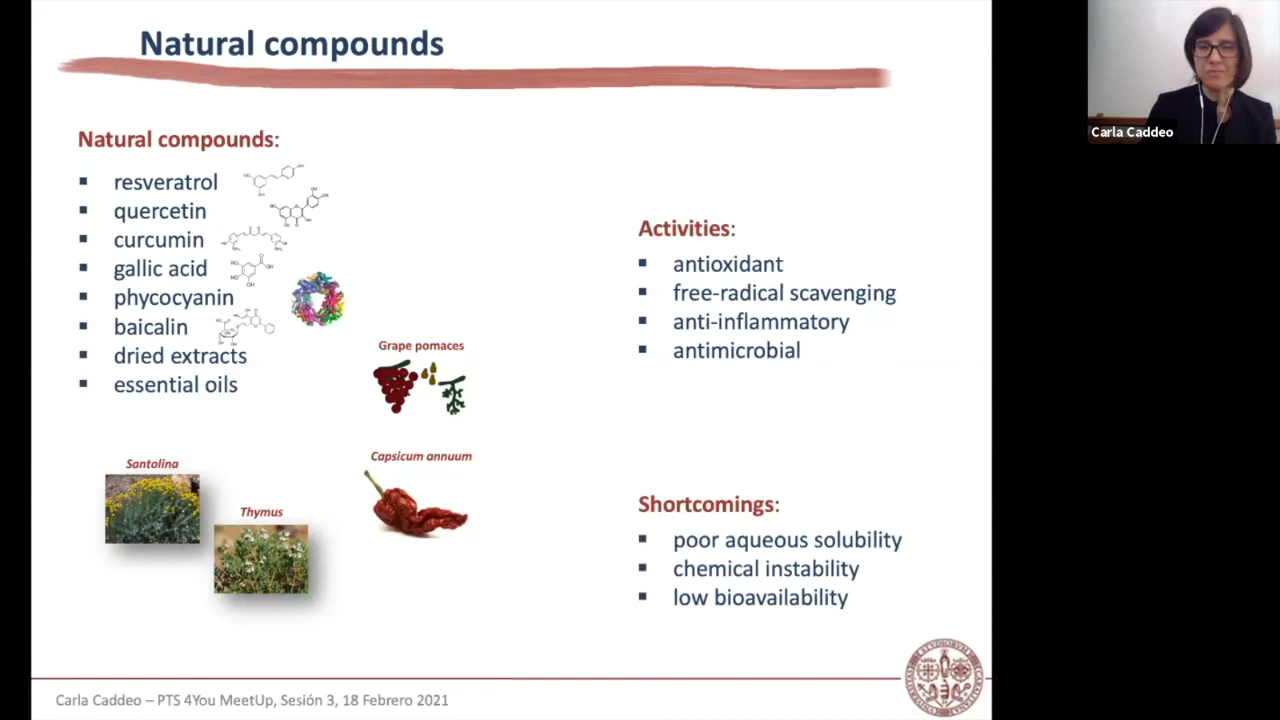 Natural compounds
Natural compounds:
▪ resveratrol
▪ quercetin
▪ curcumin
▪ gallic acid
▪ phycocyanin
▪ baicalin
▪ dried extracts
▪ essential oils
Grape pomaces
Santolina
Thymus
Capsicum annuum
Activities:
▪ antioxidant
▪ free-radical scavenging
▪ anti-inflammatory
▪ antimicrobial
Shortcomings:
▪ poor aqueous solubility
▪ chemical instability
▪ low bioavailability
Carla Caddeo – PTS 4You MeetUp, Sesión 3, 18 Febrero 2021
Carla Caddeo